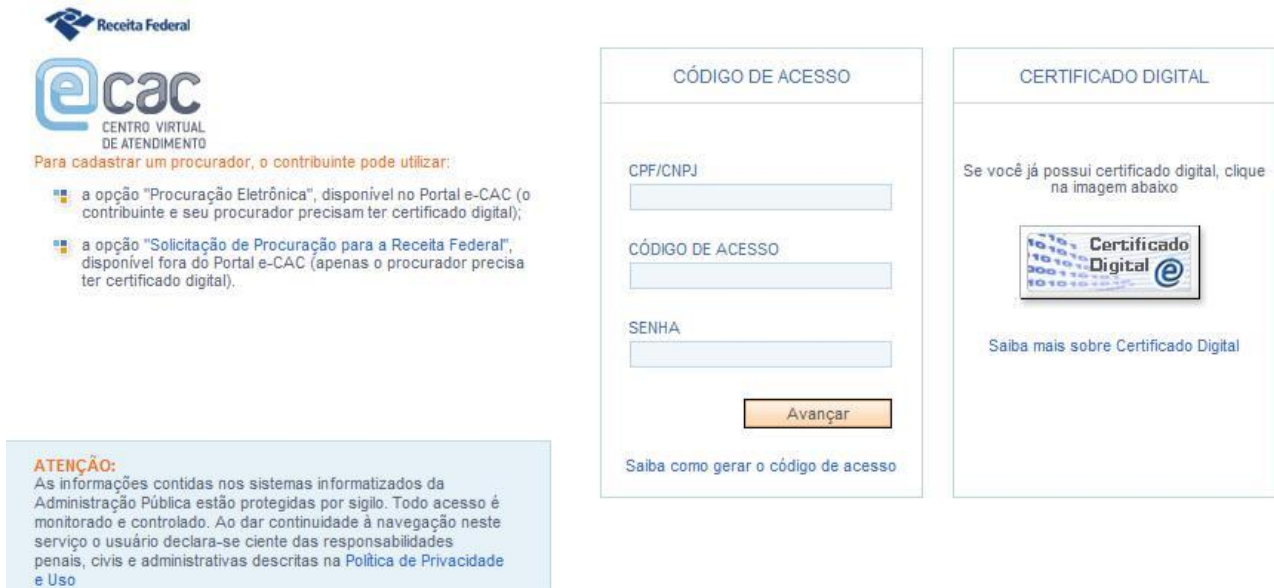 Receita Federal
ecac
CENTRO VIRTUAL
DE ATENDIMENTO
Para cadastrar um procurador, o contribuinte pode utilizar:
a opção "Procuração Eletrônica", disponível no Portal e-CAC (o
contribuinte e seu procurador precisam ter certificado digital);
a opção "Solicitação de Procuração para a Receita Federal",
disponível fora do Portal e-CAC (apenas o procurador precisa
ter certificado digital).
ATENÇÃO:
As informações contidas nos sistemas informatizados da
Administração Pública estão protegidas por sigilo. Todo acesso é
monitorado e controlado. Ao dar continuidade à navegação neste
serviço o usuário declara-se ciente das responsabilidades
penais, civis e administrativas descritas na Política de Privacidade
e Uso
CÓDIGO DE ACESSO
CPF/CNPJ
CÓDIGO DE ACESSO
SENHA
Avançar
Saiba como gerar o código de acesso
CERTIFICADO DIGITAL
Se você já possui certificado digital, clique
na imagem abaixo
Certificado
Digital e
Saiba mais sobre Certificado Digital